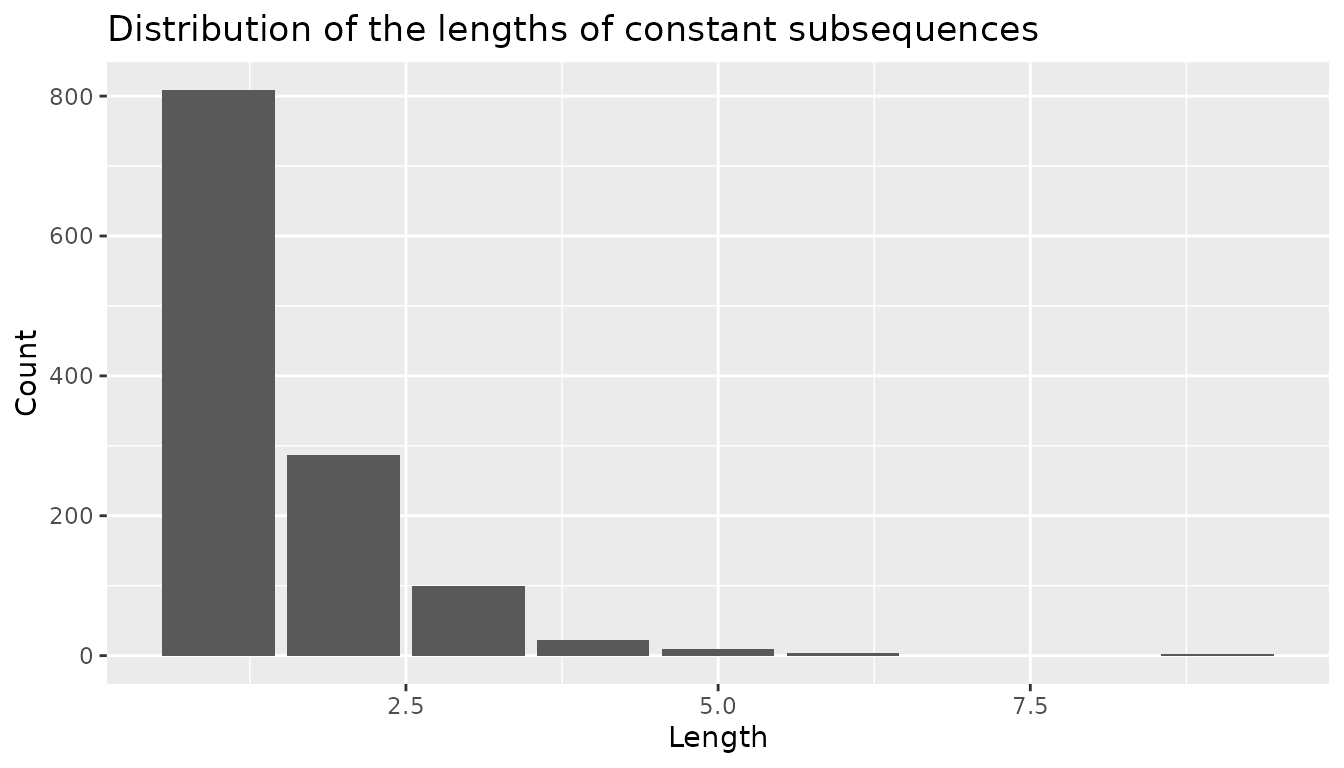 Distribution of the lengths of constant subsequences
800
600
400
200
0
Count
2.5 5.0 7.5
Length